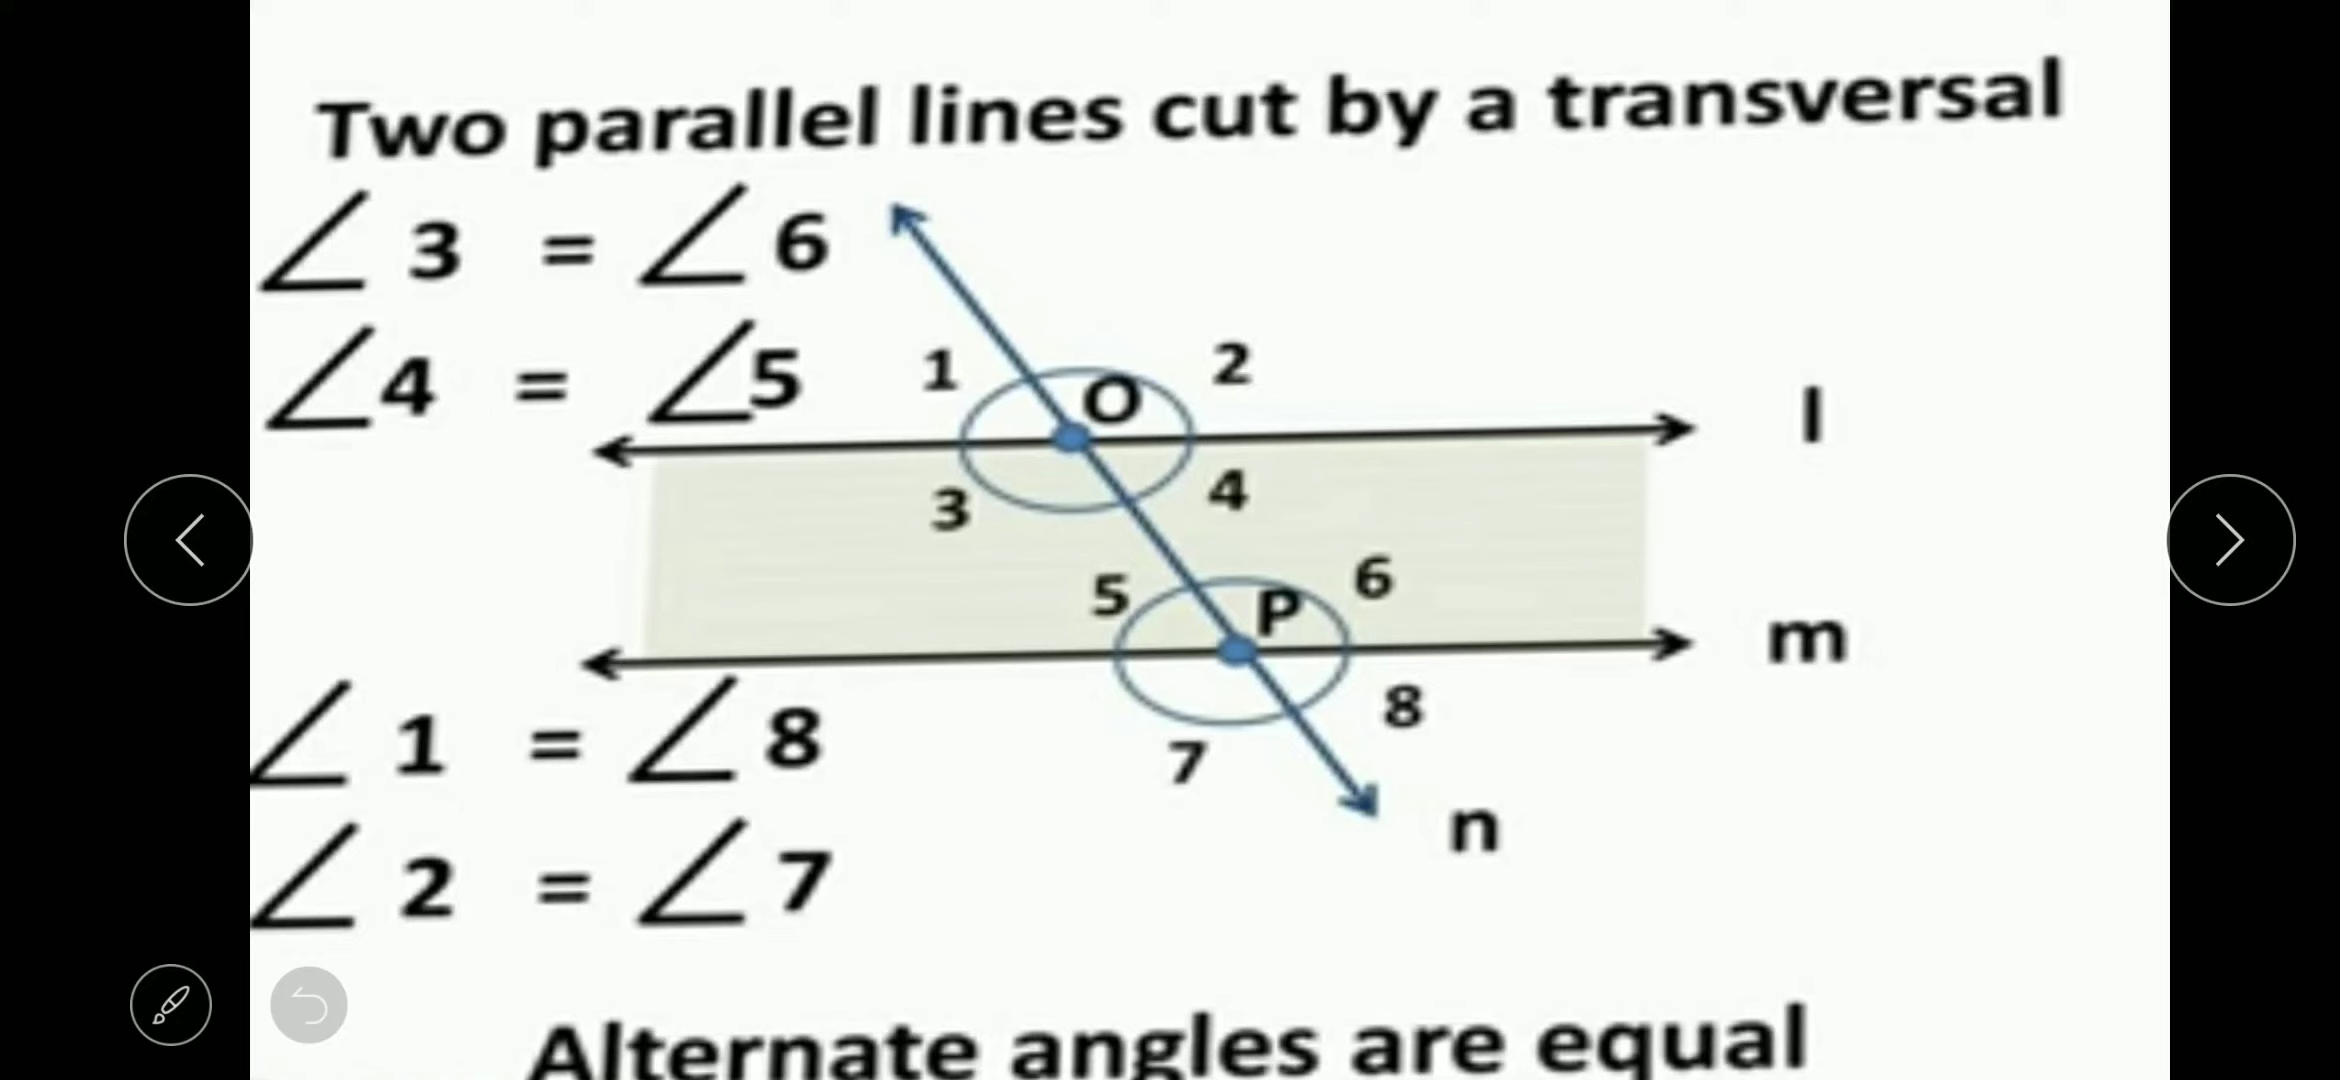 Two parallel lines cut by a transversal
∠ 3 = ∠ 6
∠4 = ∠5
1 2
O
l
3 4
5 6
P
m
∠ 1 = ∠ 8
7 8
n
∠ 2 = ∠ 7
Alternate angles are equal